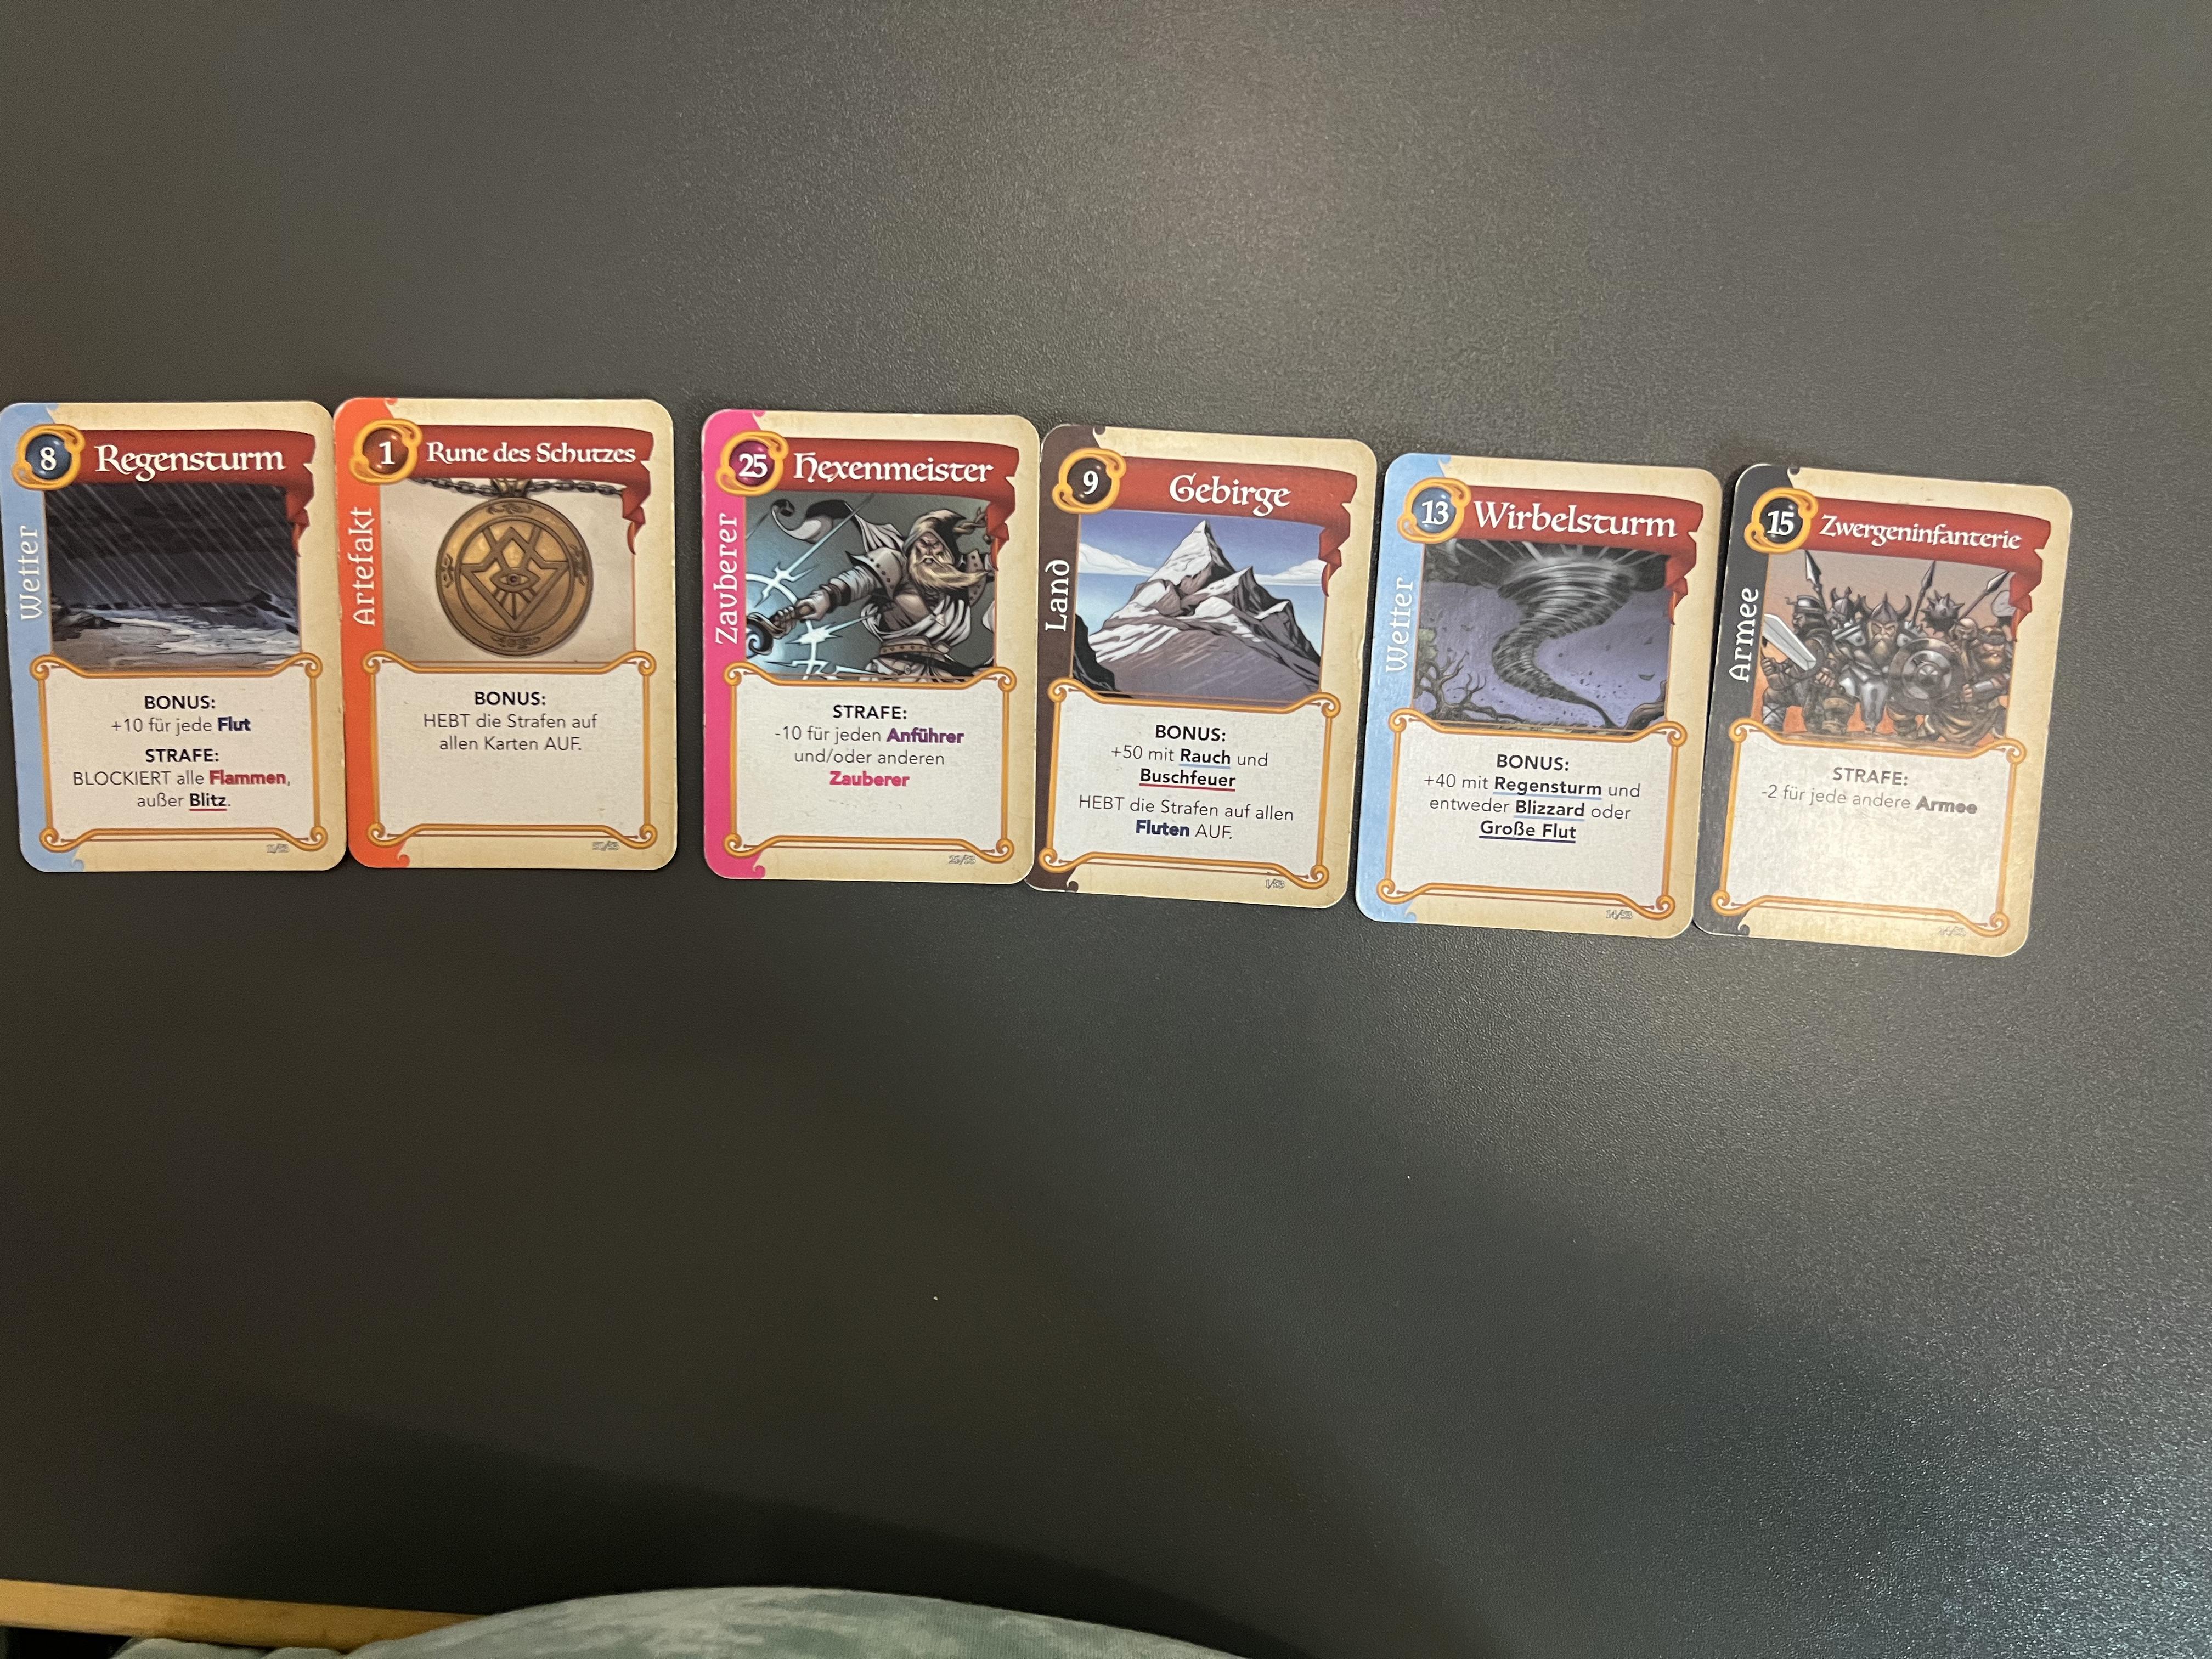 8 Regensturm
Wetter
BONUS:
+10 für jede Flut
STRAFE:
BLOCKIERT alle Flammen,
außer Blitz.
1 Rune des Schutzes
Artefakt
BONUS:
HEBT die Strafen auf
allen Karten AUF.
25 Hexenmeister
Zauberer
STRAFE:
-10 für jeden Anführer
und/oder anderen
Zauberer
9 Gebirge
Land
BONUS:
+50 mit Rauch und
Buschfeuer
HEBT die Strafen auf allen
Fluten AUF.
1/53
13 Wirbelsturm
Wetter
BONUS:
+40 mit Regensturm und
entweder Blizzard oder
Große Flut
14/53
15 Zwergeninfanterie
Armee
STRAFE:
-2 für jede andere Armee